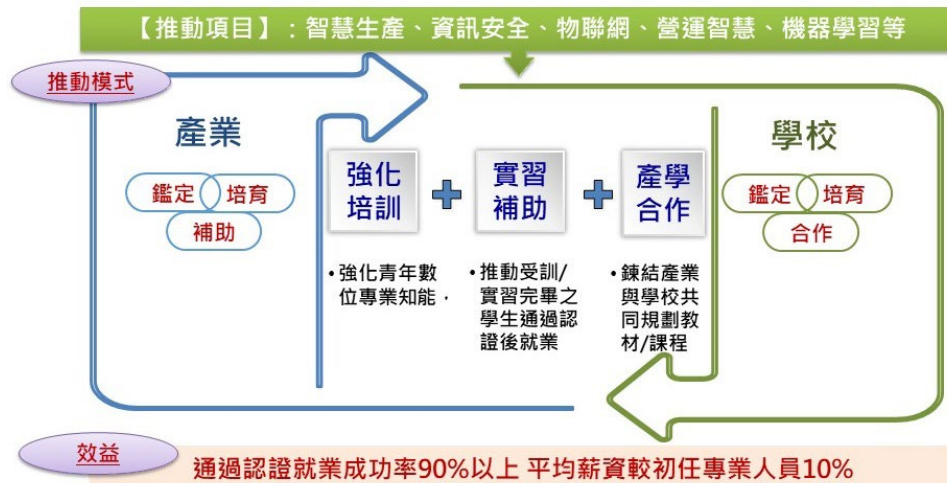 【推動項目】：智慧生產、資訊安全、物聯網、營運智慧、機器學習等
推動模式
產業
鑑定
培育
補助
強化
培訓
實習
補助
產學
合作
• 強化青年數
位專業知能，
• 推動受訓/
實習完畢之
學生通過認
證後就業
• 鍊結產業
與學校共
同規劃教
材/課程
學校
鑑定
培育
合作
效益
通過認證就業成功率90%以上 平均薪資較初任專業人員10%